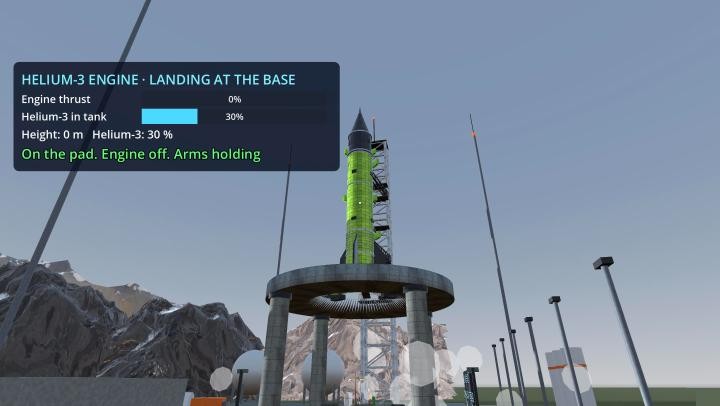 HELIUM-3 ENGINE · LANDING AT THE BASE
Engine thrust 0%
Helium-3 in tank 30%
Height: 0 m Helium-3: 30 %
On the pad. Engine off. Arms holding